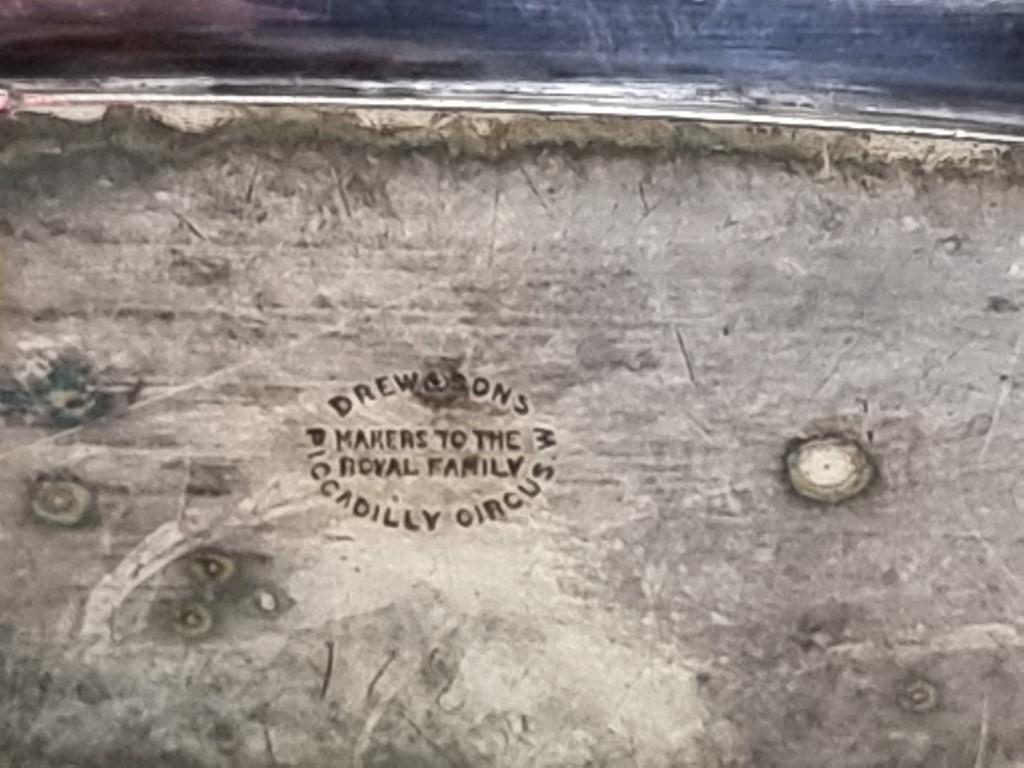 DREW & SONS
MAKERS TO THE
ROYAL FAMILY
PICCADILLY CIRCUS W.